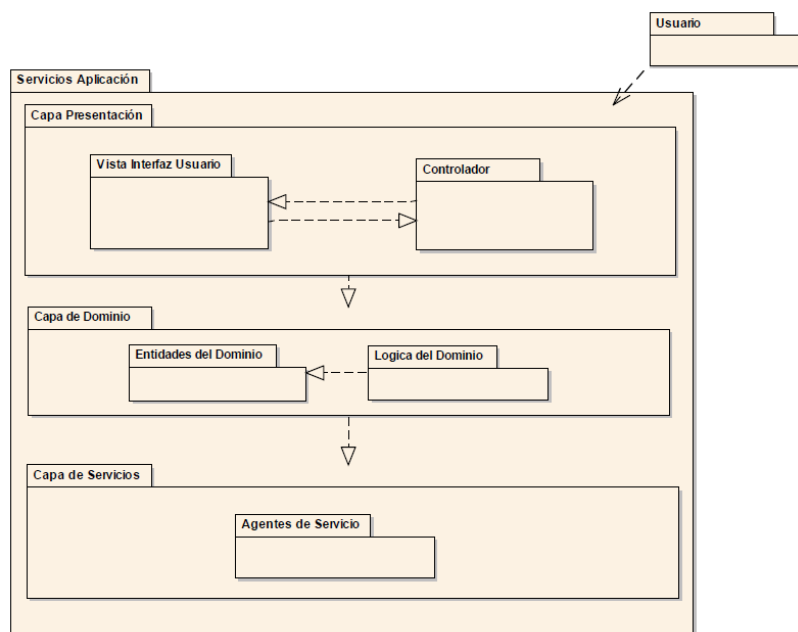 Usuario
Servicios Aplicación
Capa Presentación
Vista Interfaz Usuario
Controlador
Capa de Dominio
Entidades del Dominio
Logica del Dominio
Capa de Servicios
Agentes de Servicio